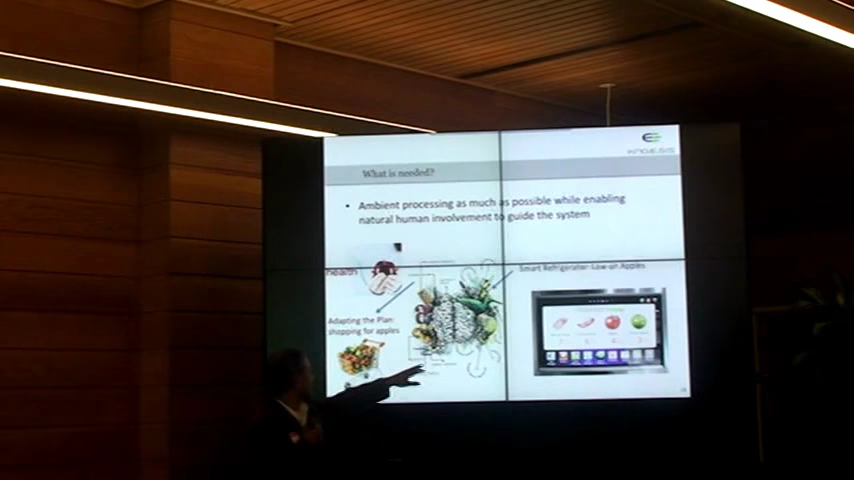 KNOESIS
What is needed?
• Ambient processing as much as possible while enabling
natural human involvement to guide the system
health
Smart Refrigerator: Low on Apples
Adapting the Plan:
shopping for apples